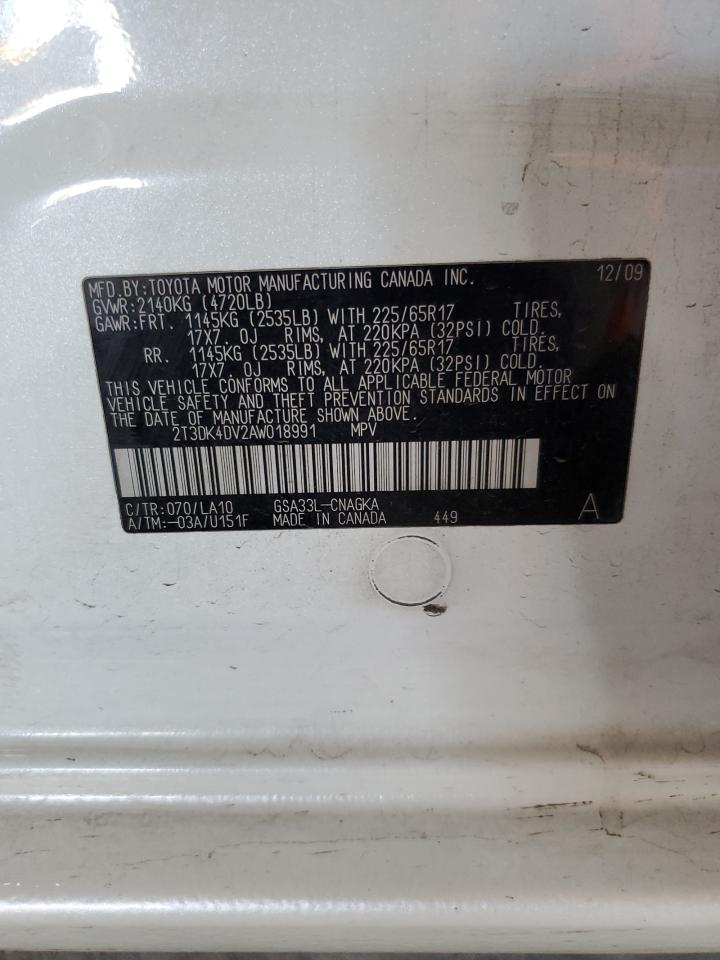 MFD.BY:TOYOTA MOTOR MANUFACTURING CANADA INC. 12/09
GVWR:2140KG (4720LB)
GAWR:FRT. 1145KG (2535LB) WITH 225/65R17 TIRES,
17X7.0J RIMS, AT 220KPA (32PSI) COLD.
RR. 1145KG (2535LB) WITH 225/65R17 TIRES,
17X7.0J RIMS, AT 220KPA (32PSI) COLD.
THIS VEHICLE CONFORMS TO ALL APPLICABLE FEDERAL MOTOR
VEHICLE SAFETY AND THEFT PREVENTION STANDARDS IN EFFECT ON
THE DATE OF MANUFACTURE SHOWN ABOVE.
2T3DK4DV2AW018991 MPV
C/TR:070/LA10 GSA33L-CNAGKA
A/TM:-03A/U151F MADE IN CANADA 449 A